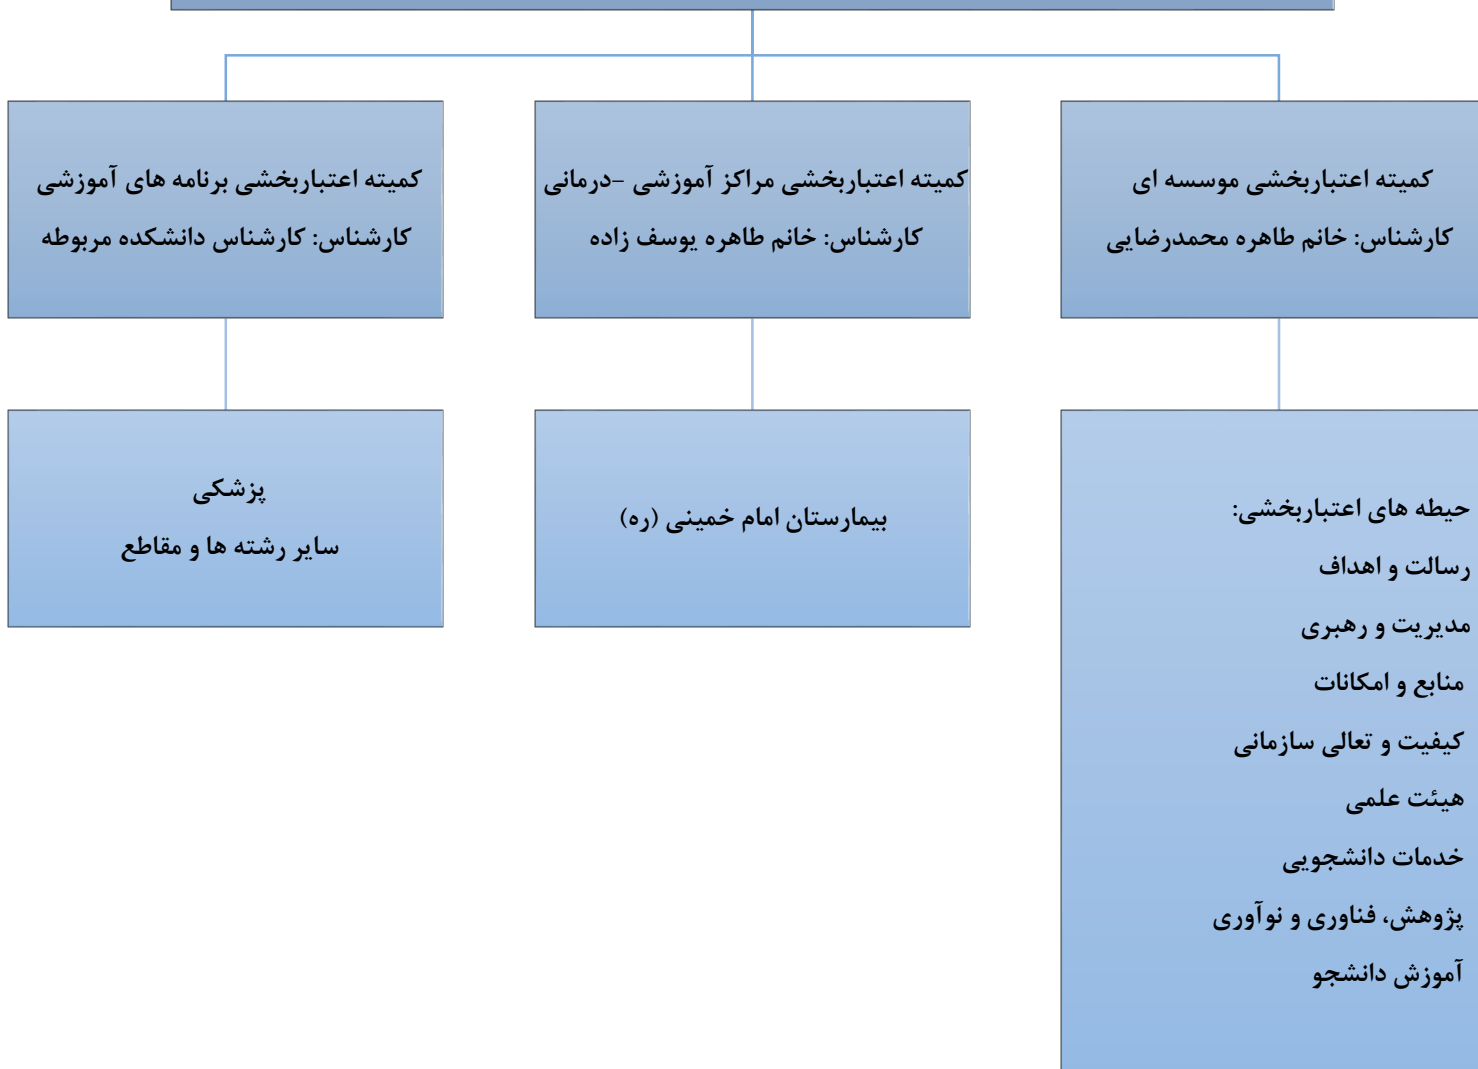 کمیته اعتباربخشی موسسه ای
کارشناس: خانم طاهره محمدرضایی
کمیته اعتباربخشی مراکز آموزشی -درمانی
کارشناس: خانم طاهره یوسف زاده
کمیته اعتباربخشی برنامه های آموزشی
کارشناس: کارشناس دانشکده مربوطه
حیطه های اعتباربخشی:
رسالت و اهداف
مدیریت و رهبری
منابع و امکانات
کیفیت و تعالی سازمانی
هیئت علمی
خدمات دانشجویی
پژوهش، فناوری و نوآوری
آموزش دانشجو
بیمارستان امام خمینی (ره)
پزشکی
سایر رشته ها و مقاطع